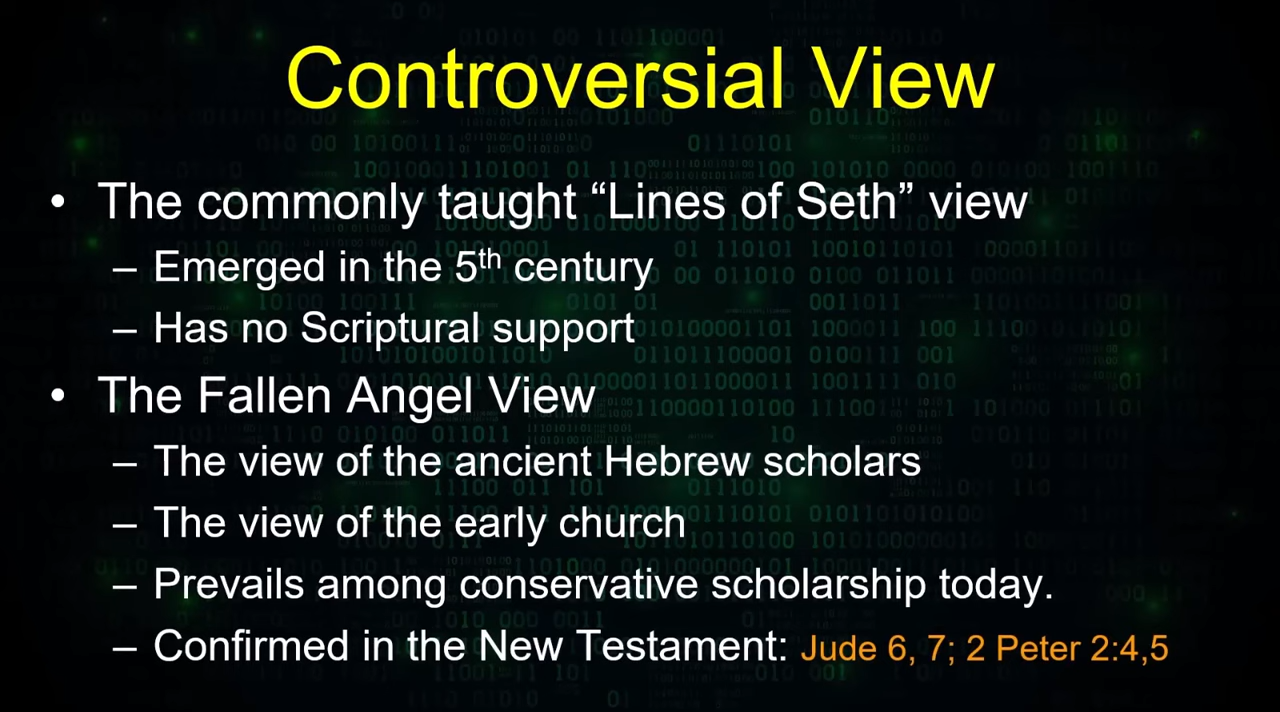 Controversial View
• The commonly taught “Lines of Seth” view
– Emerged in the 5th century
– Has no Scriptural support
• The Fallen Angel View
– The view of the ancient Hebrew scholars
– The view of the early church
– Prevails among conservative scholarship today.
– Confirmed in the New Testament: Jude 6, 7; 2 Peter 2:4,5